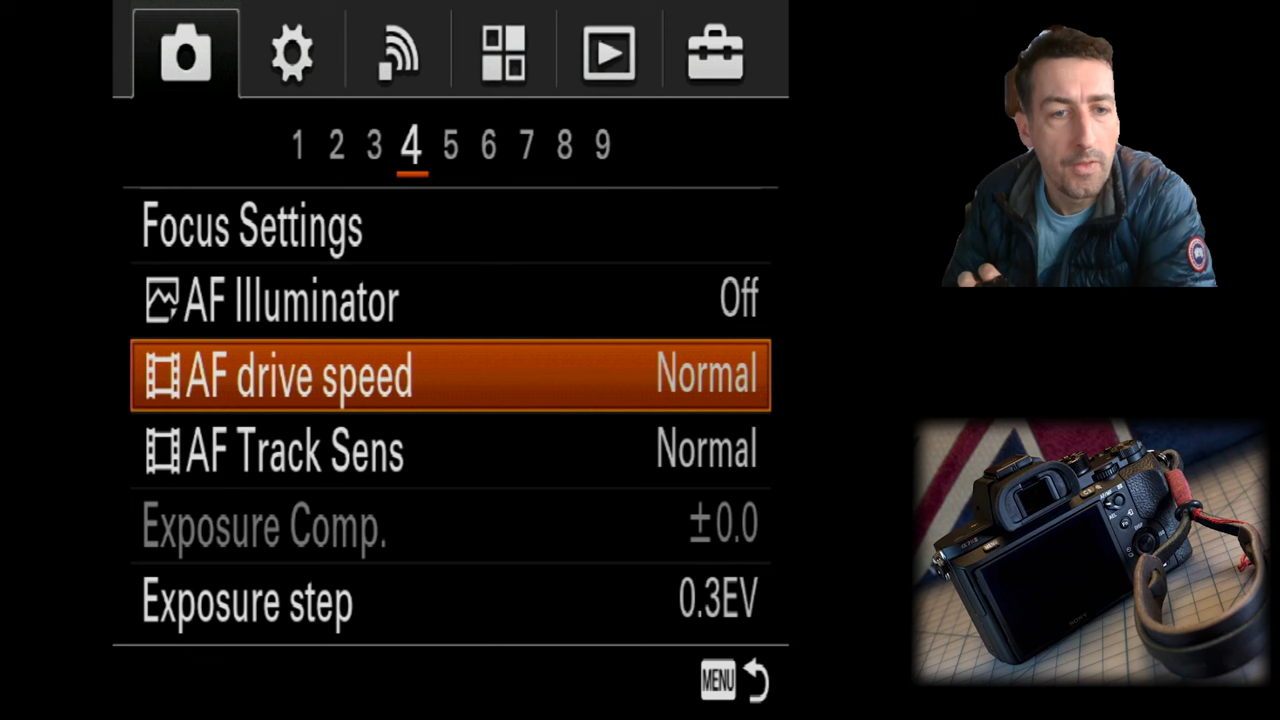 1 2 3 4 5 6 7 8 9
Focus Settings
AF Illuminator Off
AF drive speed Normal
AF Track Sens Normal
Exposure Comp. ±0.0
Exposure step 0.3EV
MENU
SONY